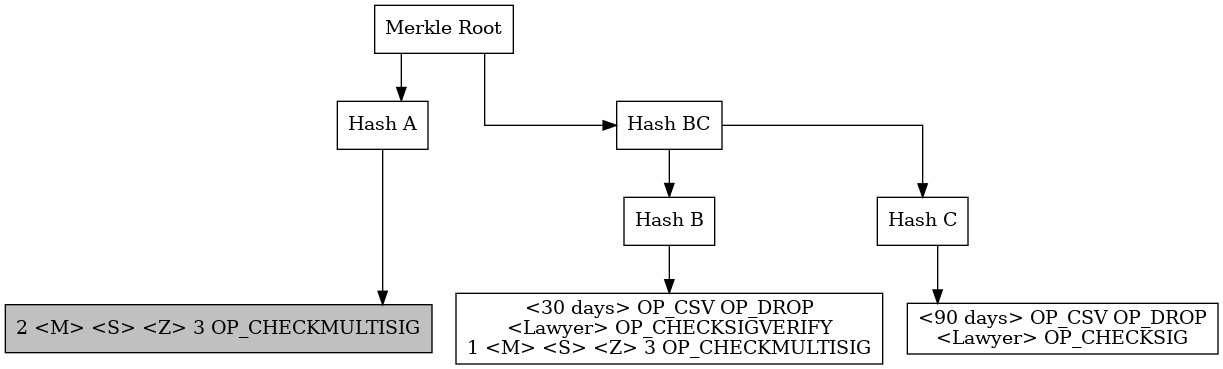 Merkle Root
Hash A
Hash BC
Hash B
Hash C
2 <M> <S> <Z> 3 OP_CHECKMULTISIG
<30 days> OP_CSV OP_DROP
<Lawyer> OP_CHECKSIGVERIFY
1 <M> <S> <Z> 3 OP_CHECKMULTISIG
<90 days> OP_CSV OP_DROP
<Lawyer> OP_CHECKSIG